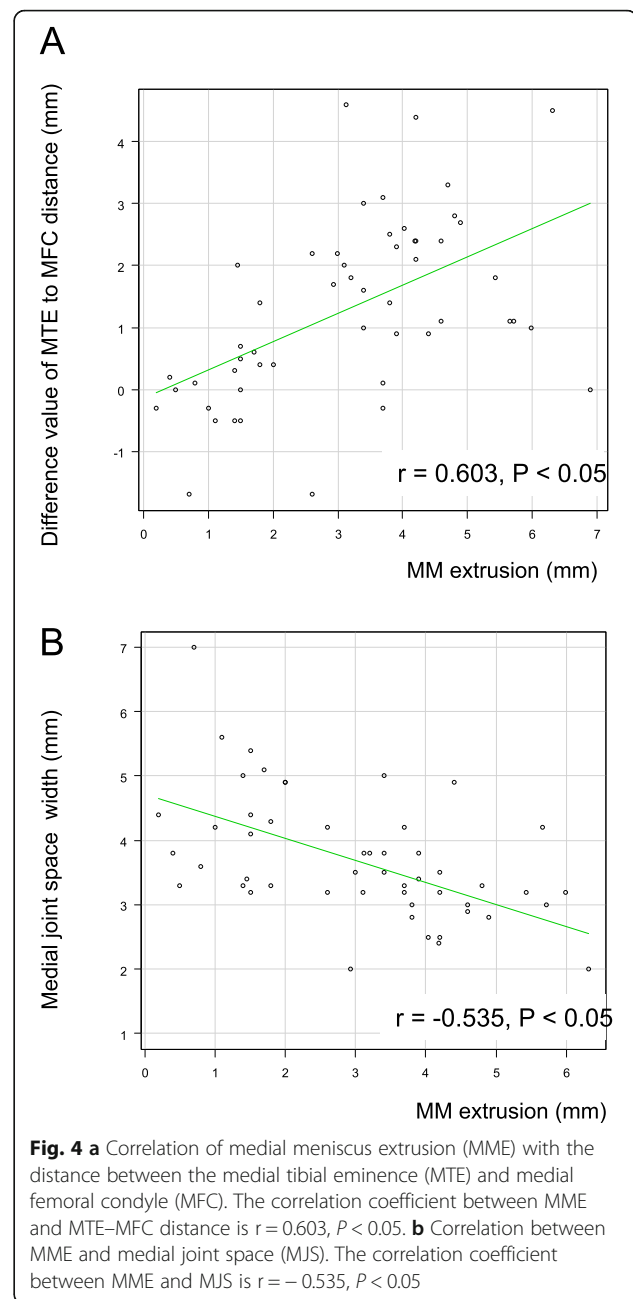 A
Difference value of MTE to MFC distance (mm)
4
3
2
1
0
-1
r = 0.603, P < 0.05
0 1 2 3 4 5 6 7
MM extrusion (mm)
B
Medial joint space width (mm)
7
6
5
4
3
2
1
r = -0.535, P < 0.05
0 1 2 3 4 5 6
MM extrusion (mm)
Fig. 4 a Correlation of medial meniscus extrusion (MME) with the
distance between the medial tibial eminence (MTE) and medial
femoral condyle (MFC). The correlation coefficient between MME
and MTE–MFC distance is r = 0.603, P < 0.05. b Correlation between
MME and medial joint space (MJS). The correlation coefficient
between MME and MJS is r = − 0.535, P < 0.05